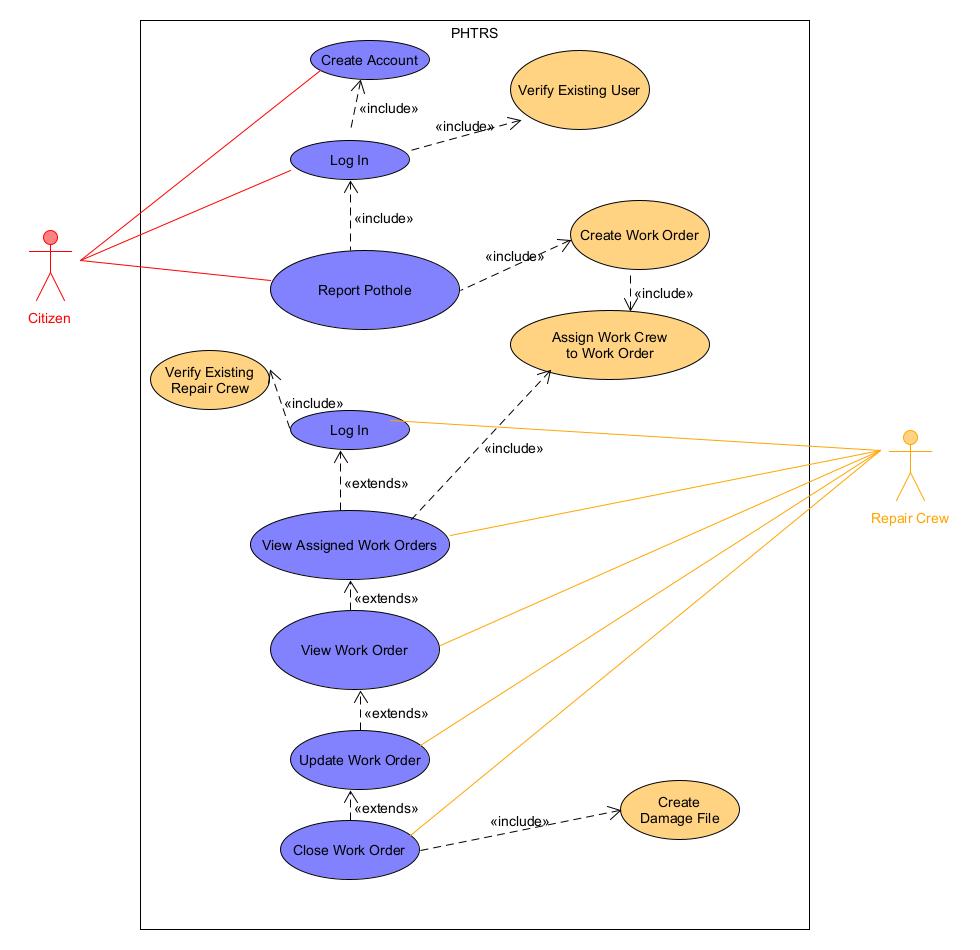 PHTRS
Create Account
Verify Existing User
«include»
«include»
Log In
«include»
Create Work Order
«include»
Report Pothole
«include»
Citizen
Assign Work Crew
to Work Order
Verify Existing
Repair Crew
«include»
Log In
«include»
«extends»
Repair Crew
View Assigned Work Orders
«extends»
View Work Order
«extends»
Update Work Order
«extends»
Create
Damage File
«include»
Close Work Order